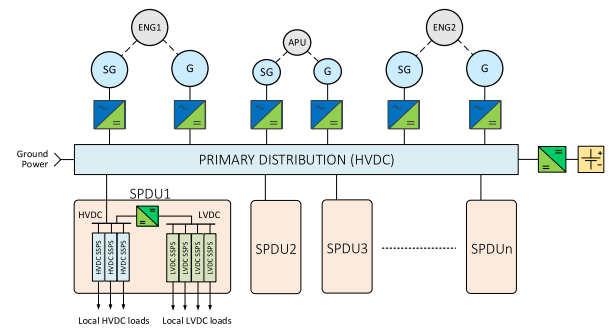 ENG1
APU
ENG2
SG
G
SG
G
SG
G
Ground
Power
PRIMARY DISTRIBUTION (HVDC)
SPDU1
HVDC
LVDC
HVDC SSPS
HVDC SSPS
HVDC SSPS
LVDC SSPS
LVDC SSPS
LVDC SSPS
LVDC SSPS
SPDU2
SPDU3
SPDUn
Local HVDC loads
Local LVDC loads